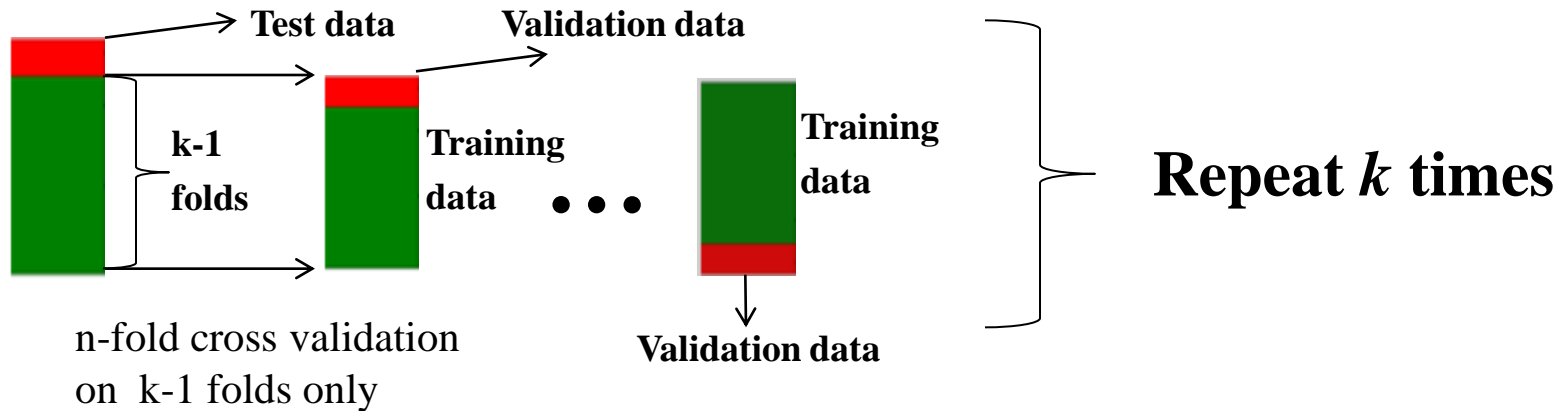 Test data
Validation data
k-1
folds
Training
data
Training
data
Repeat k times
Validation data
n-fold cross validation
on k-1 folds only